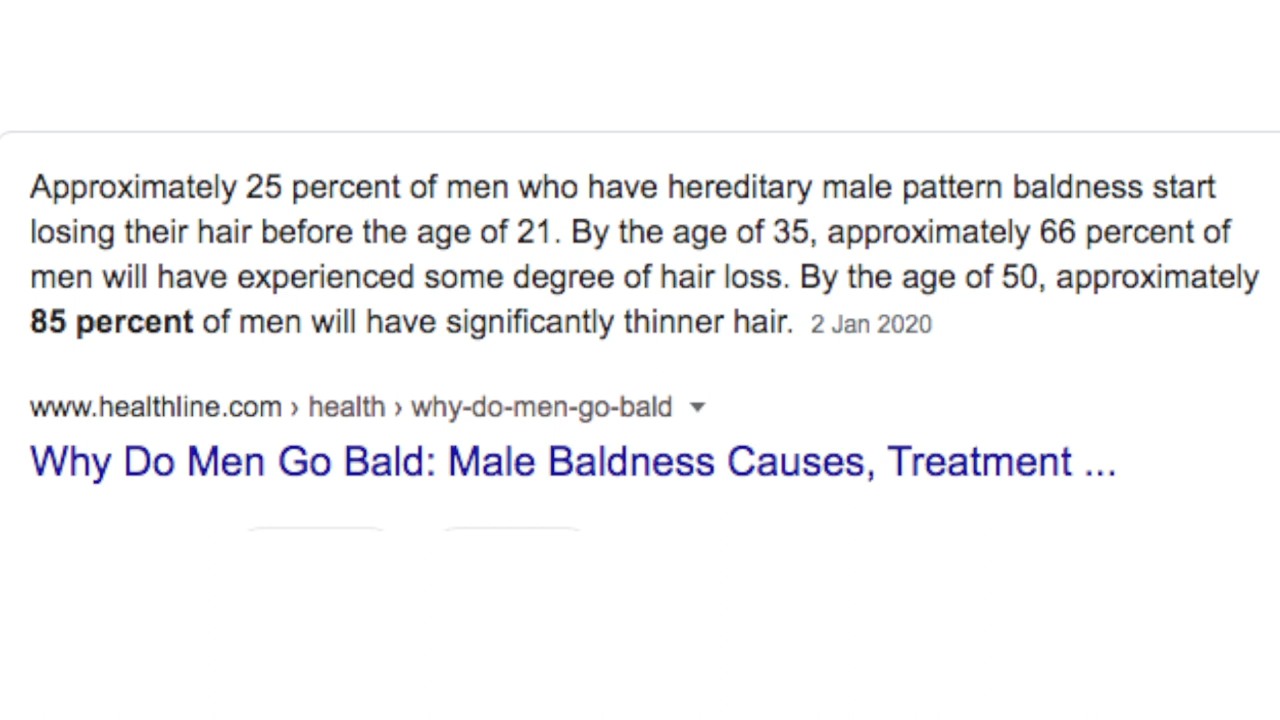 Approximately 25 percent of men who have hereditary male pattern baldness start
losing their hair before the age of 21. By the age of 35, approximately 66 percent of
men will have experienced some degree of hair loss. By the age of 50, approximately
85 percent of men will have significantly thinner hair. 2 Jan 2020
www.healthline.com › health › why-do-men-go-bald
Why Do Men Go Bald: Male Baldness Causes, Treatment ...